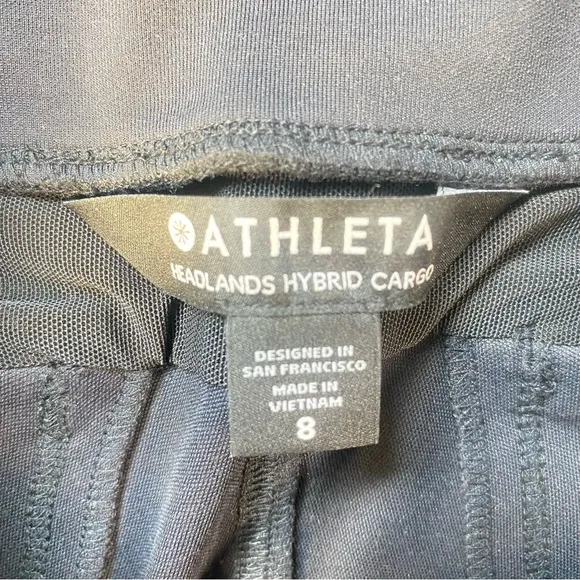 ATHLETA
HEADLANDS HYBRID CARGO
DESIGNED IN
SAN FRANCISCO
MADE IN
VIETNAM
8